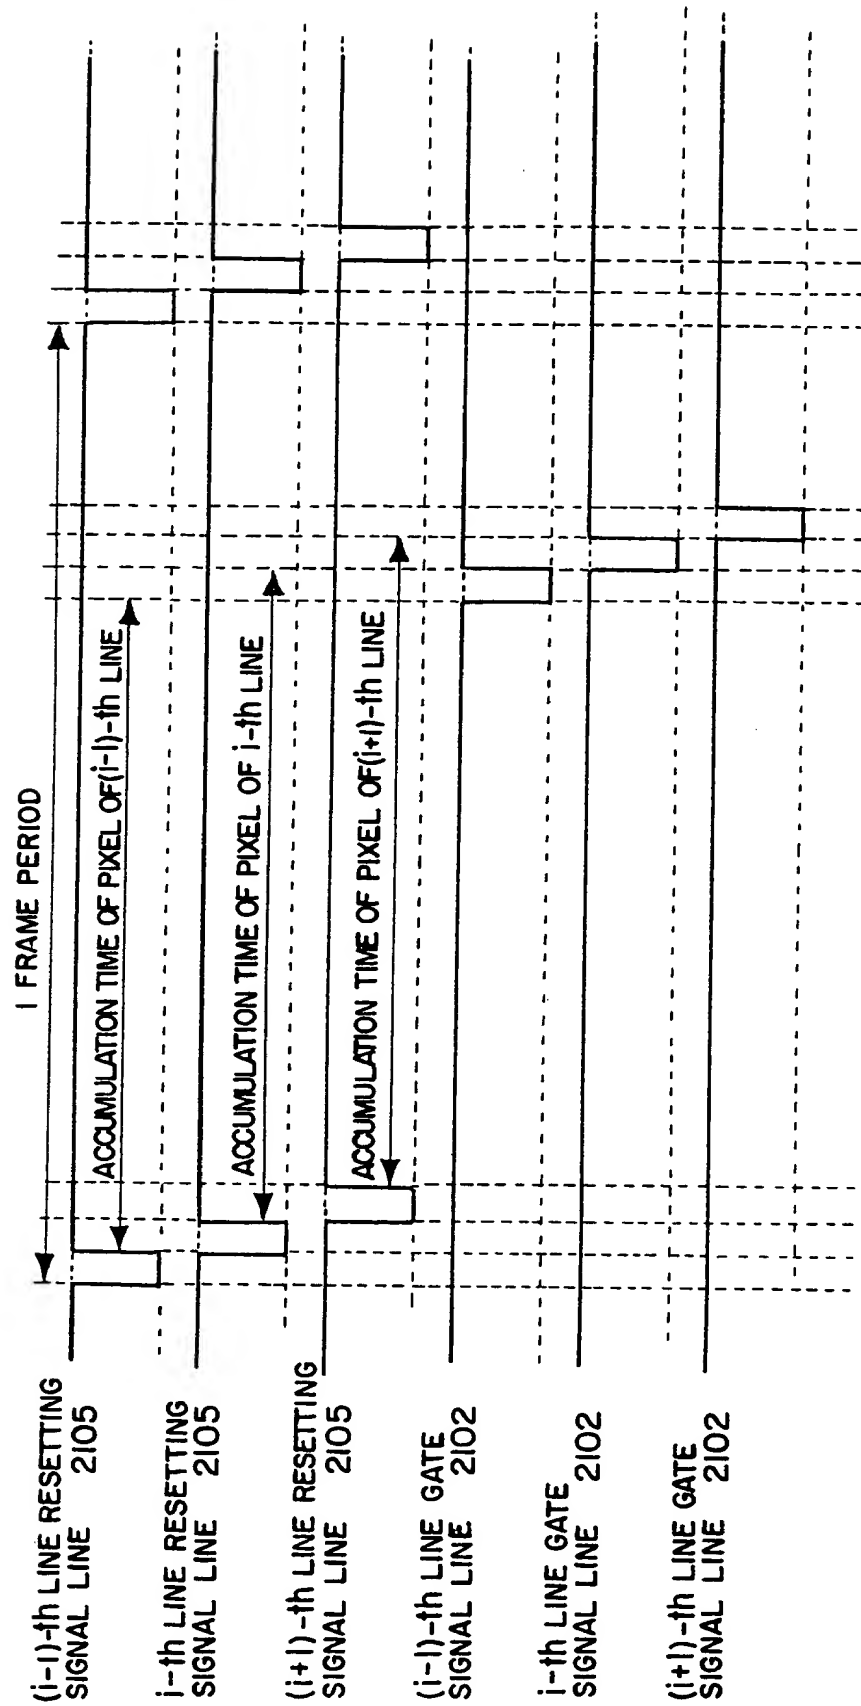 1 FRAME PERIOD
(i-1)-th LINE RESETTING
SIGNAL LINE 2105
ACCUMULATION TIME OF PIXEL OF(i-1)-th LINE
i-th LINE RESETTING
SIGNAL LINE 2105
ACCUMULATION TIME OF PIXEL OF i-th LINE
(i+1)-th LINE RESETTING
SIGNAL LINE 2105
ACCUMULATION TIME OF PIXEL OF(i+1)-th LINE
(i-1)-th LINE GATE
SIGNAL LINE 2102
i-th LINE GATE
SIGNAL LINE 2102
(i+1)-th LINE GATE
SIGNAL LINE 2102